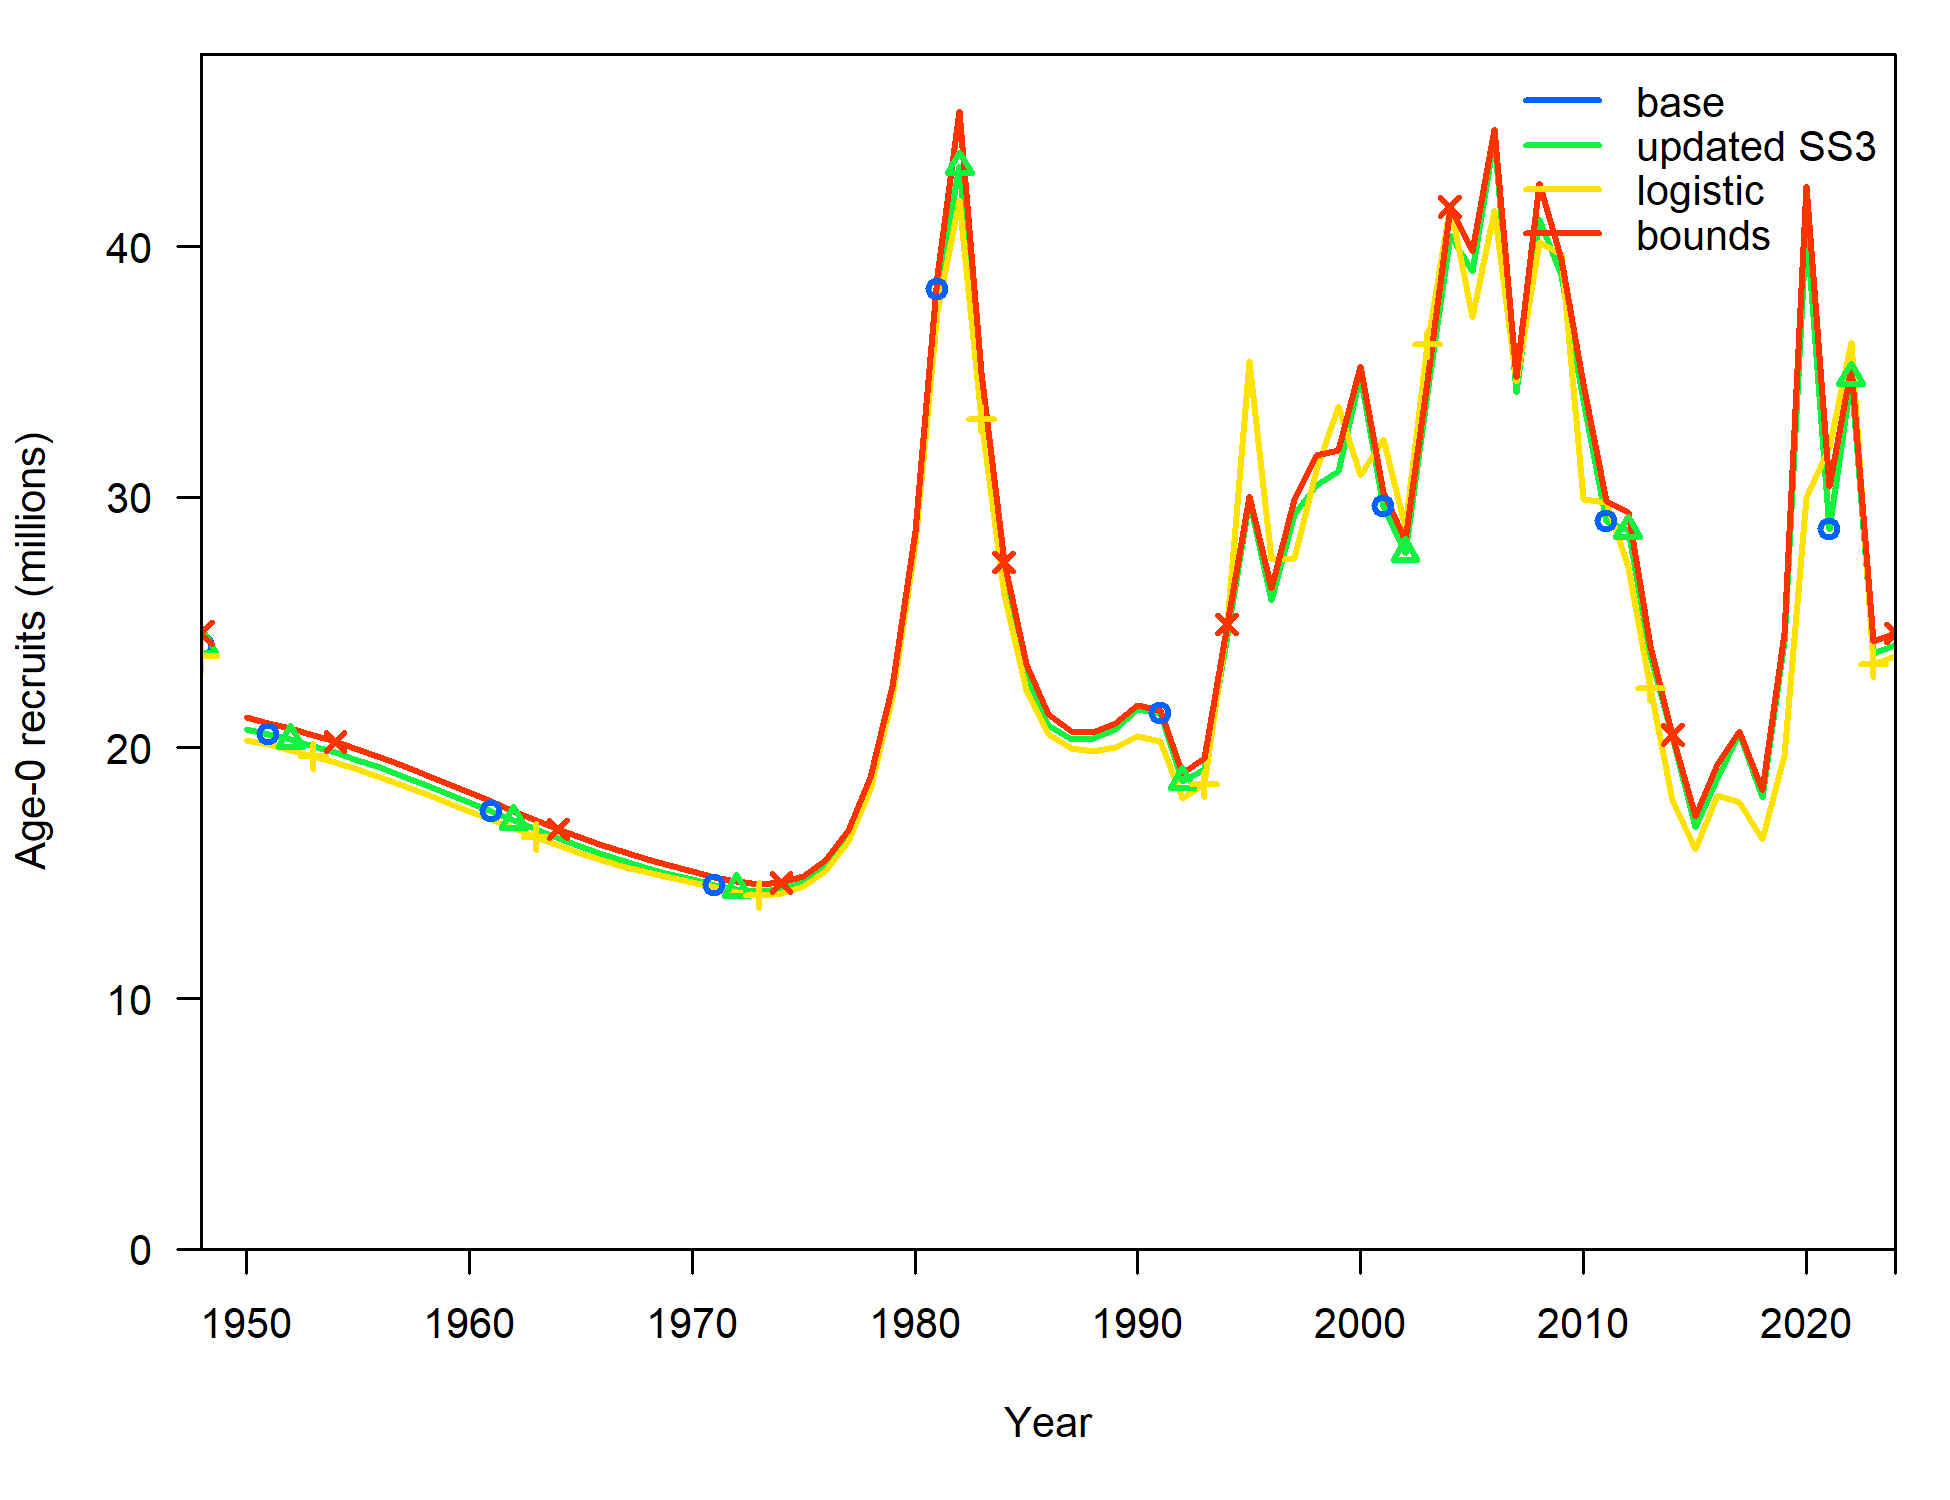 base
updated SS3
logistic
bounds
Age-0 recruits (millions)
40
30
20
10
0
1950 1960 1970 1980 1990 2000 2010 2020
Year